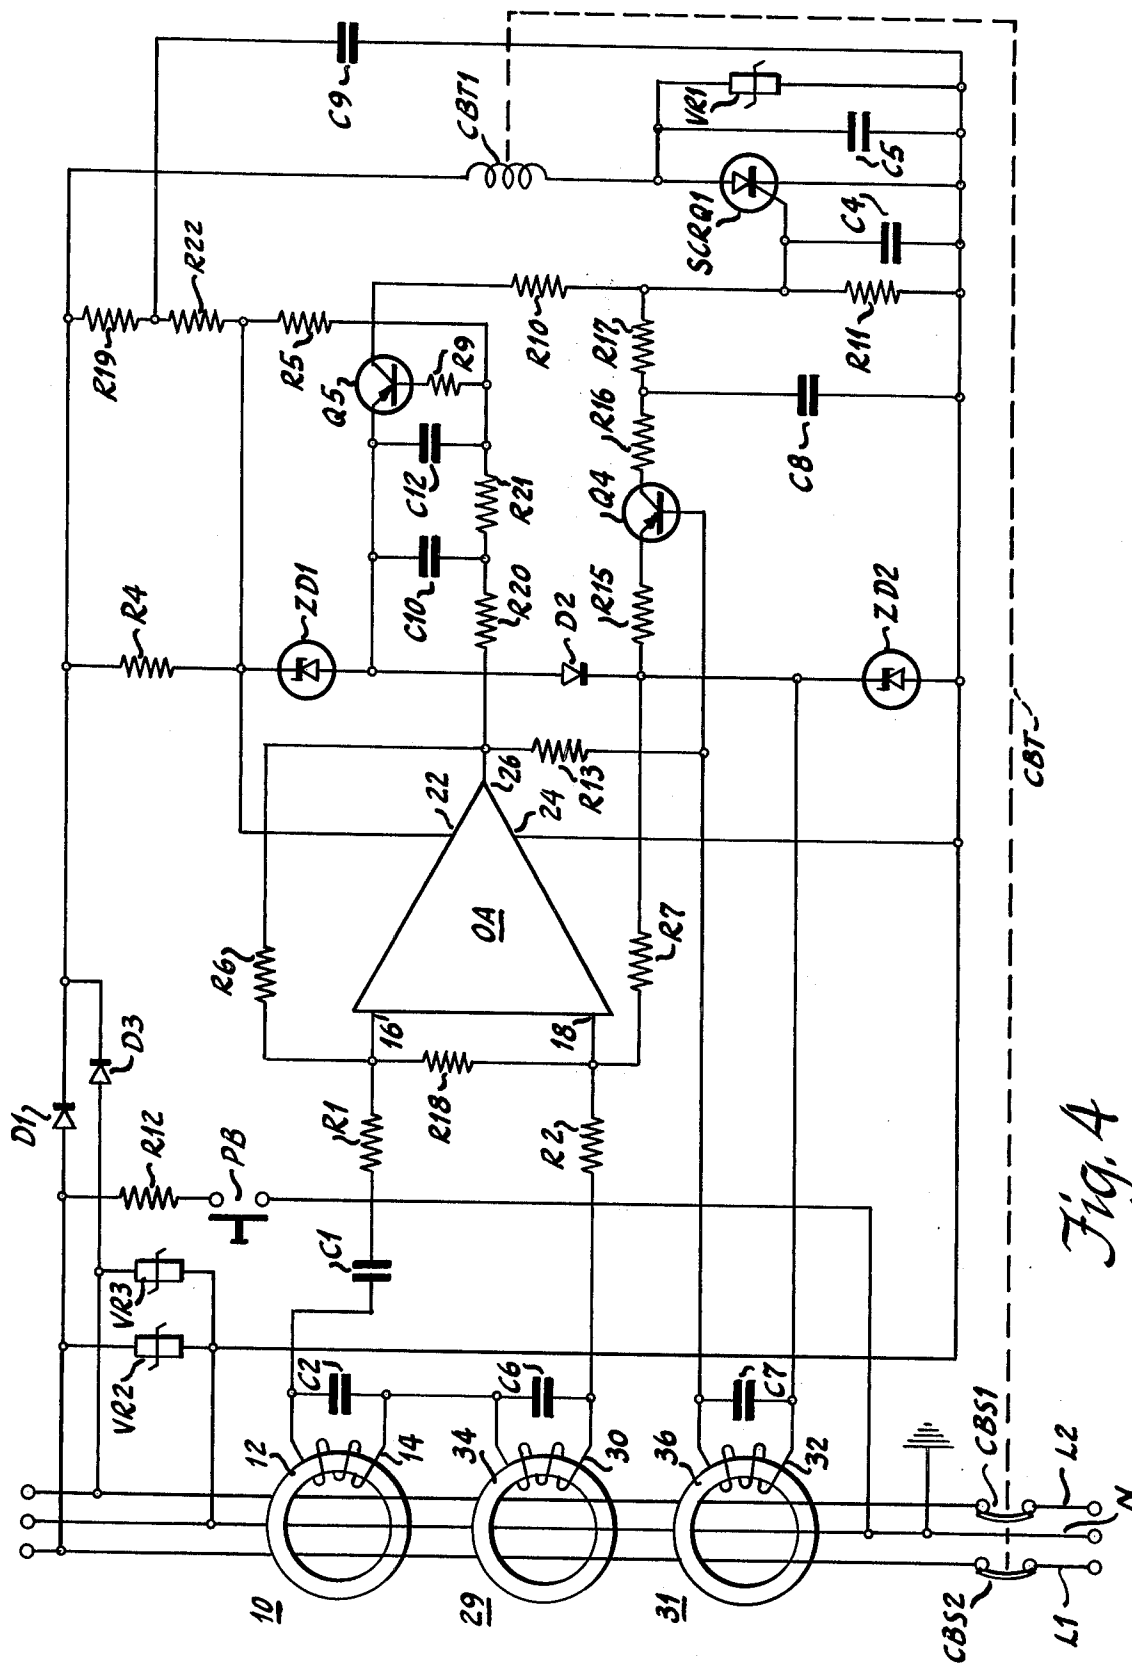 C9
CBT1
VR1
C5
SCRQ1
C4
R22
R19
R5
R9
Q5
R10
R17
R11
R16
C12
R21
Q4
C8
C10
R20
R15
ZD1
D2
ZD2
R4
CBT
22
26
24
R13
OA
R6
R7
16
18
R18
D3
D1
R12
PB
R1
R2
C1
VR3
VR2
C2
C6
C7
12
14
34
30
36
32
10
29
31
CBS1
CBS2
L2
N
L1
Fig. 4